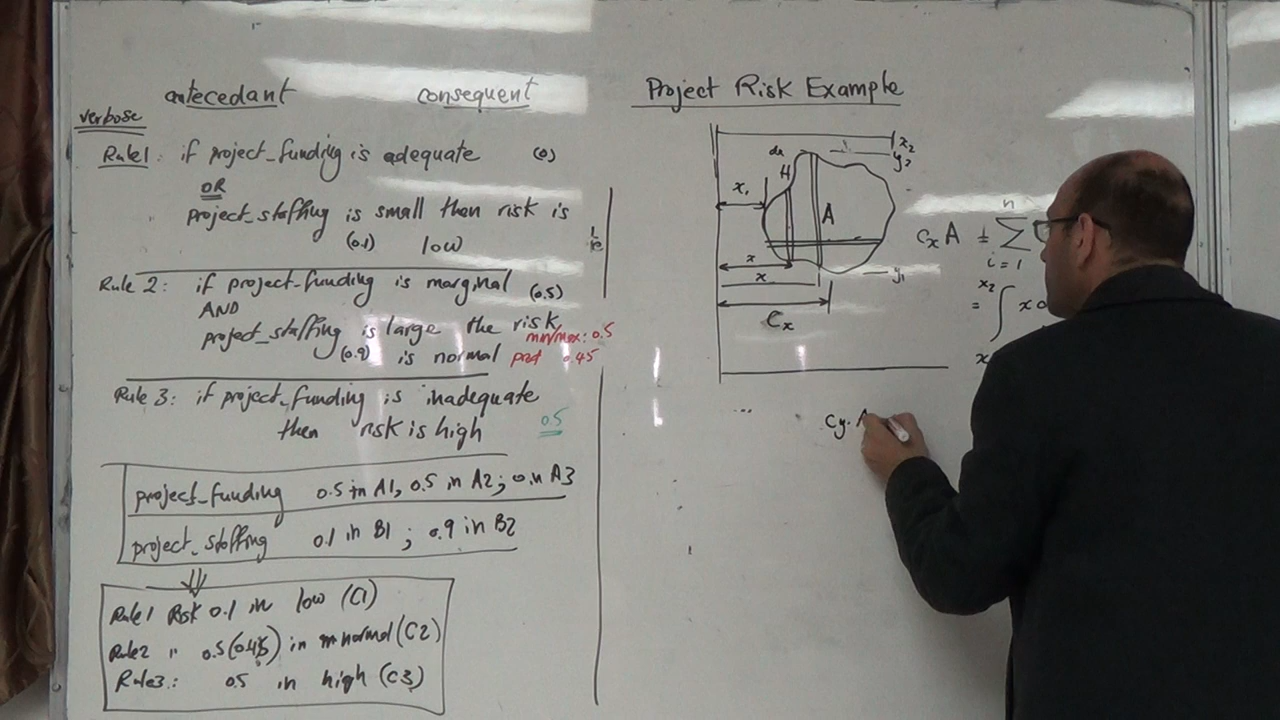 antecedant consequent
verbose
Rule1: if project_funding is adequate (0)
OR
project_staffing is small then risk is
(0.1) low
Rule 2: if project_funding is marginal (0.5)
AND
project_staffing is large the risk
(0.9) is normal
min/max: 0.5
prod 0.45
Rule 3: if project_funding is inadequate
then risk is high 0.5
project_funding 0.5 in A1, 0.5 in A2; A3
project_staffing 0.1 in B1 ; 0.9 in B2
Rule1 Risk 0.1 in low (C1)
Rule2 " 0.5(0.45) in normal (C2)
Rule3.: 0.5 in high (C3)
Project Risk Example
x2
y2
dx
H
x1
A
x
x
y1
Cx
CxA = n ∑ i=1
x2
= ∫ x
x
...
Cy.A